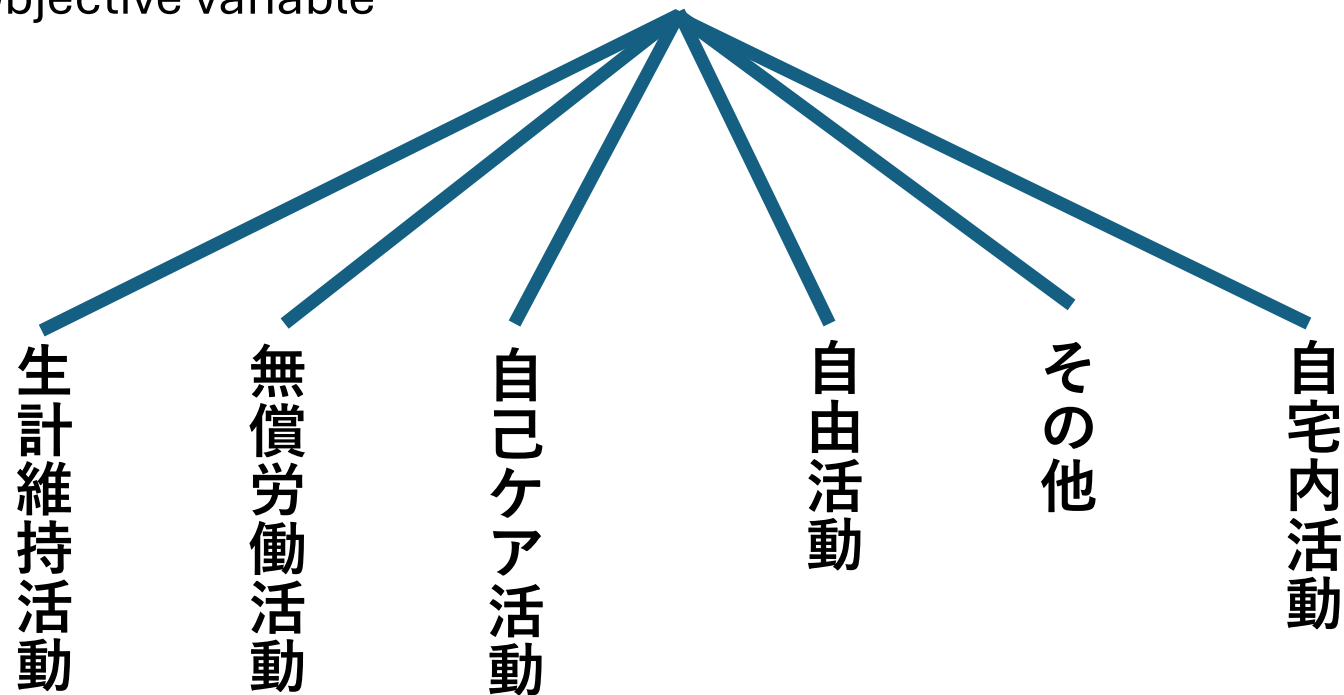 objective variable
生計維持活動
無償労働活動
自己ケア活動
自由活動
その他
自宅内活動